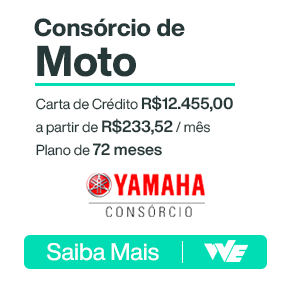 Consórcio de
Moto
Carta de Crédito R$12.455,00
a partir de R$233,52 / mês
Plano de 72 meses
YAMAHA
CONSÓRCIO
Saiba Mais | WE